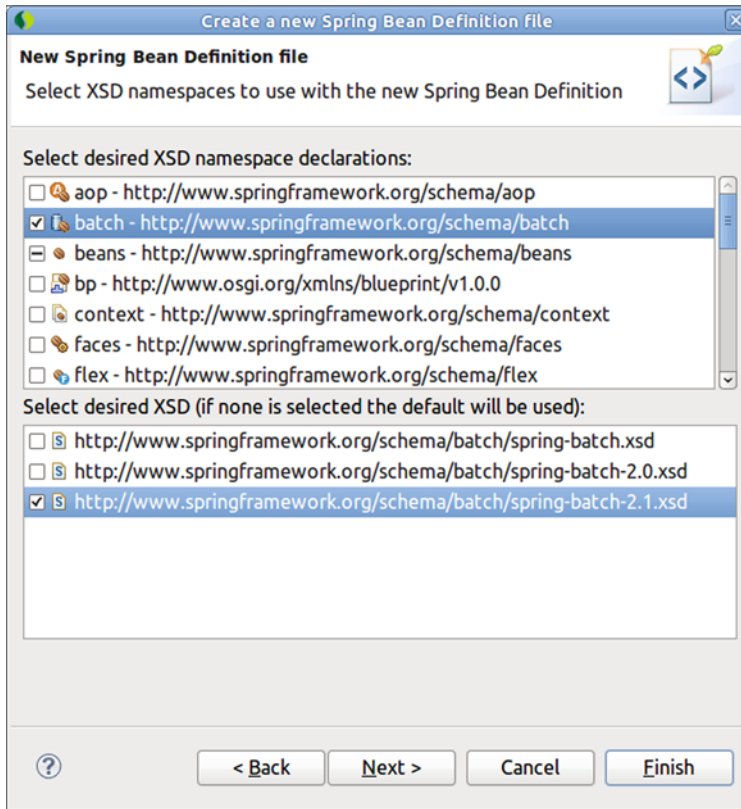 Create a new Spring Bean Definition file
New Spring Bean Definition file
Select XSD namespaces to use with the new Spring Bean Definition
Select desired XSD namespace declarations:
aop - http://www.springframework.org/schema/aop
batch - http://www.springframework.org/schema/batch
beans - http://www.springframework.org/schema/beans
bp - http://www.osgi.org/xmlns/blueprint/v1.0.0
context - http://www.springframework.org/schema/context
faces - http://www.springframework.org/schema/faces
flex - http://www.springframework.org/schema/flex
Select desired XSD (if none is selected the default will be used):
http://www.springframework.org/schema/batch/spring-batch.xsd
http://www.springframework.org/schema/batch/spring-batch-2.0.xsd
http://www.springframework.org/schema/batch/spring-batch-2.1.xsd
< Back Next > Cancel Finish